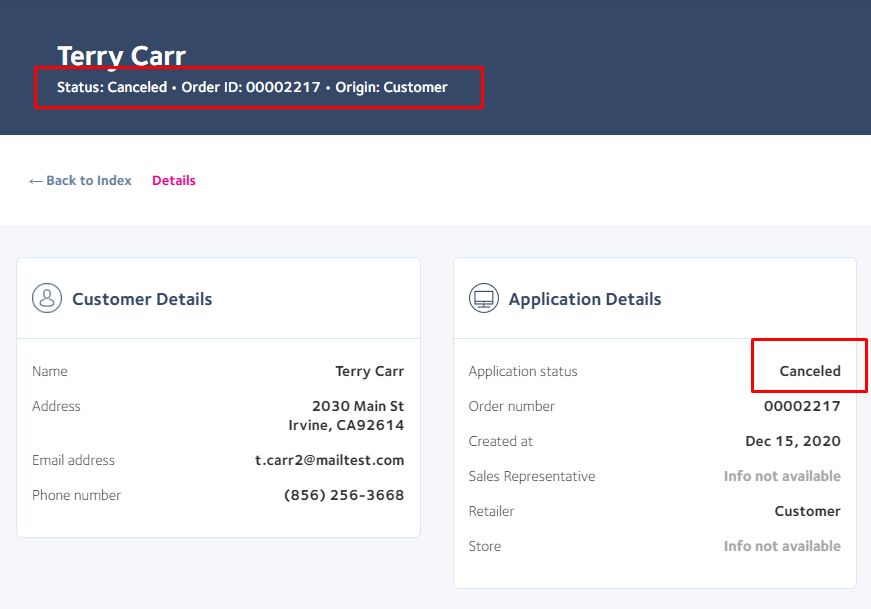 Terry Carr
Status: Canceled • Order ID: 00002217 • Origin: Customer
← Back to Index Details
Customer Details
Name Terry Carr
Address 2030 Main St
Irvine, CA92614
Email address t.carr2@mailtest.com
Phone number (856) 256-3668
Application Details
Application status Canceled
Order number 00002217
Created at Dec 15, 2020
Sales Representative Info not available
Retailer Customer
Store Info not available